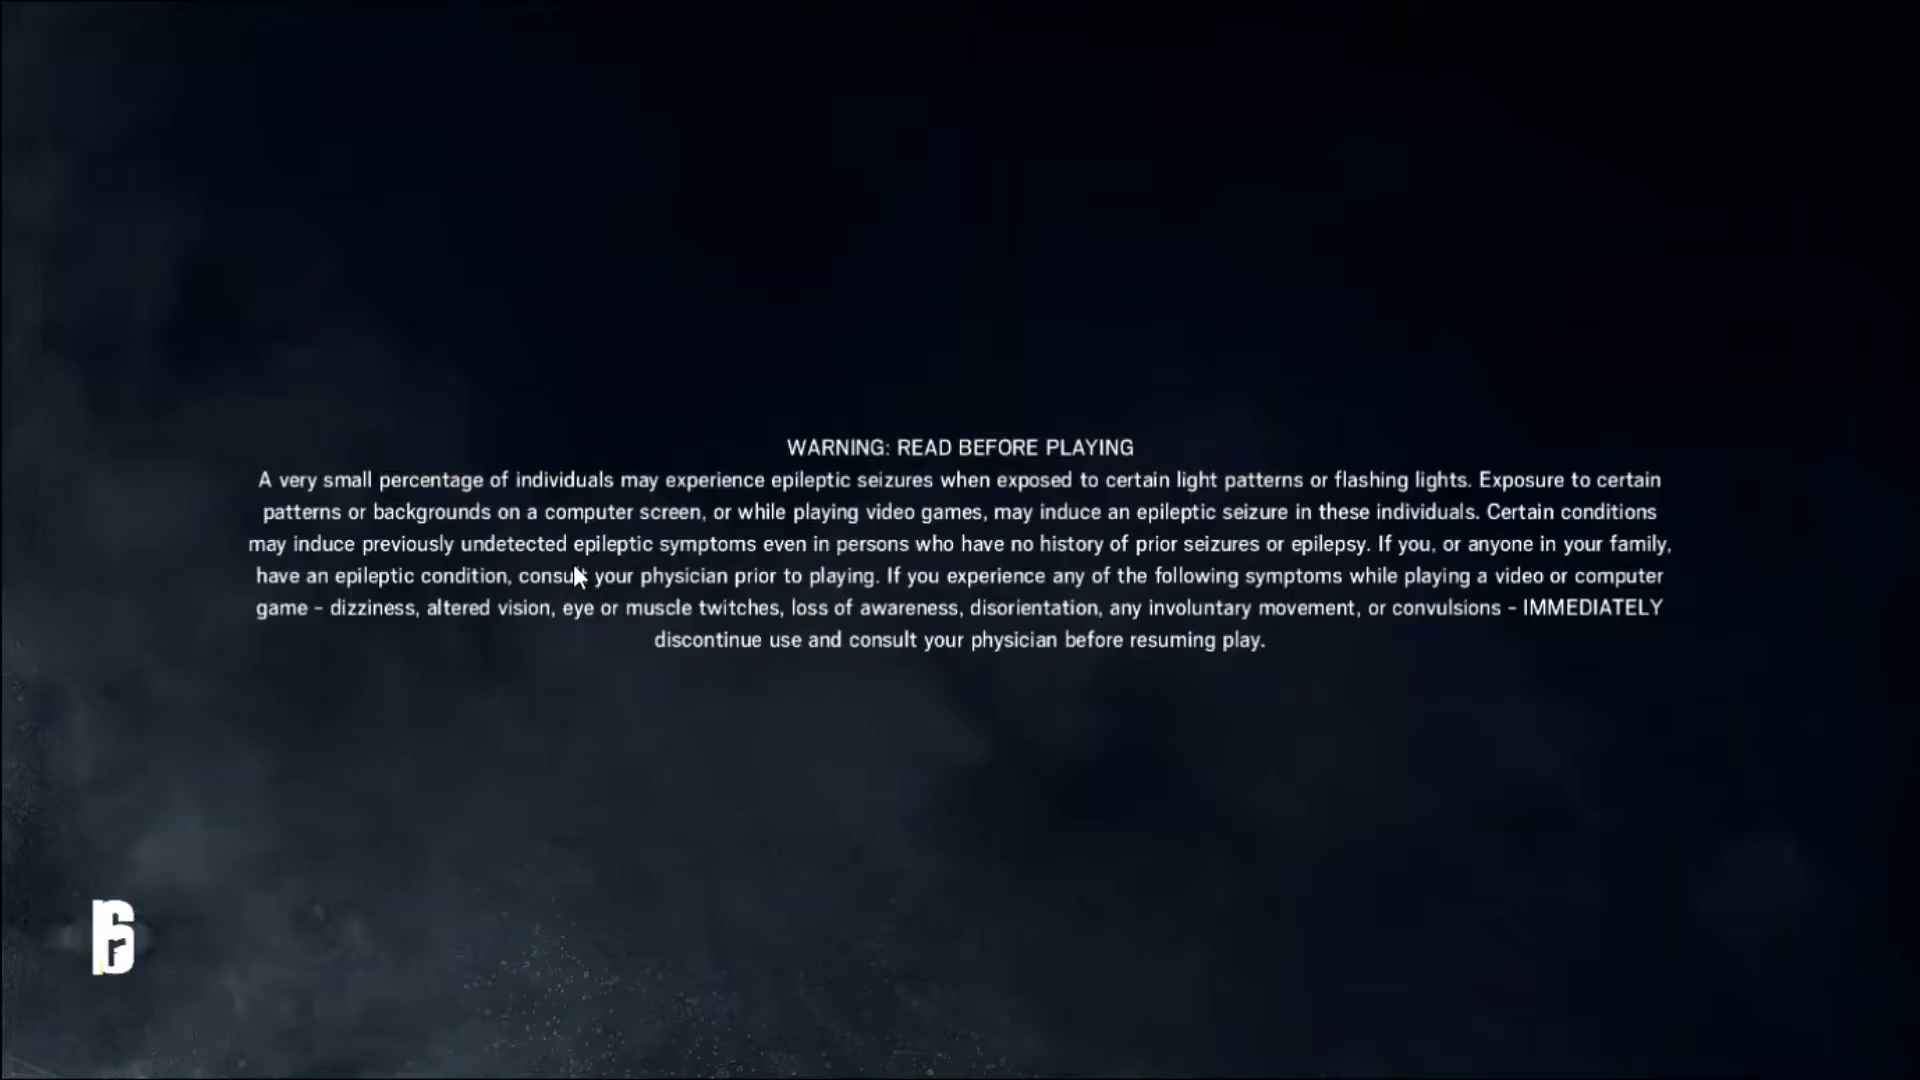 WARNING: READ BEFORE PLAYING
A very small percentage of individuals may experience epileptic seizures when exposed to certain light patterns or flashing lights. Exposure to certain
patterns or backgrounds on a computer screen, or while playing video games, may induce an epileptic seizure in these individuals. Certain conditions
may induce previously undetected epileptic symptoms even in persons who have no history of prior seizures or epilepsy. If you, or anyone in your family,
have an epileptic condition, consult your physician prior to playing. If you experience any of the following symptoms while playing a video or computer
game - dizziness, altered vision, eye or muscle twitches, loss of awareness, disorientation, any involuntary movement, or convulsions - IMMEDIATELY
discontinue use and consult your physician before resuming play.
6